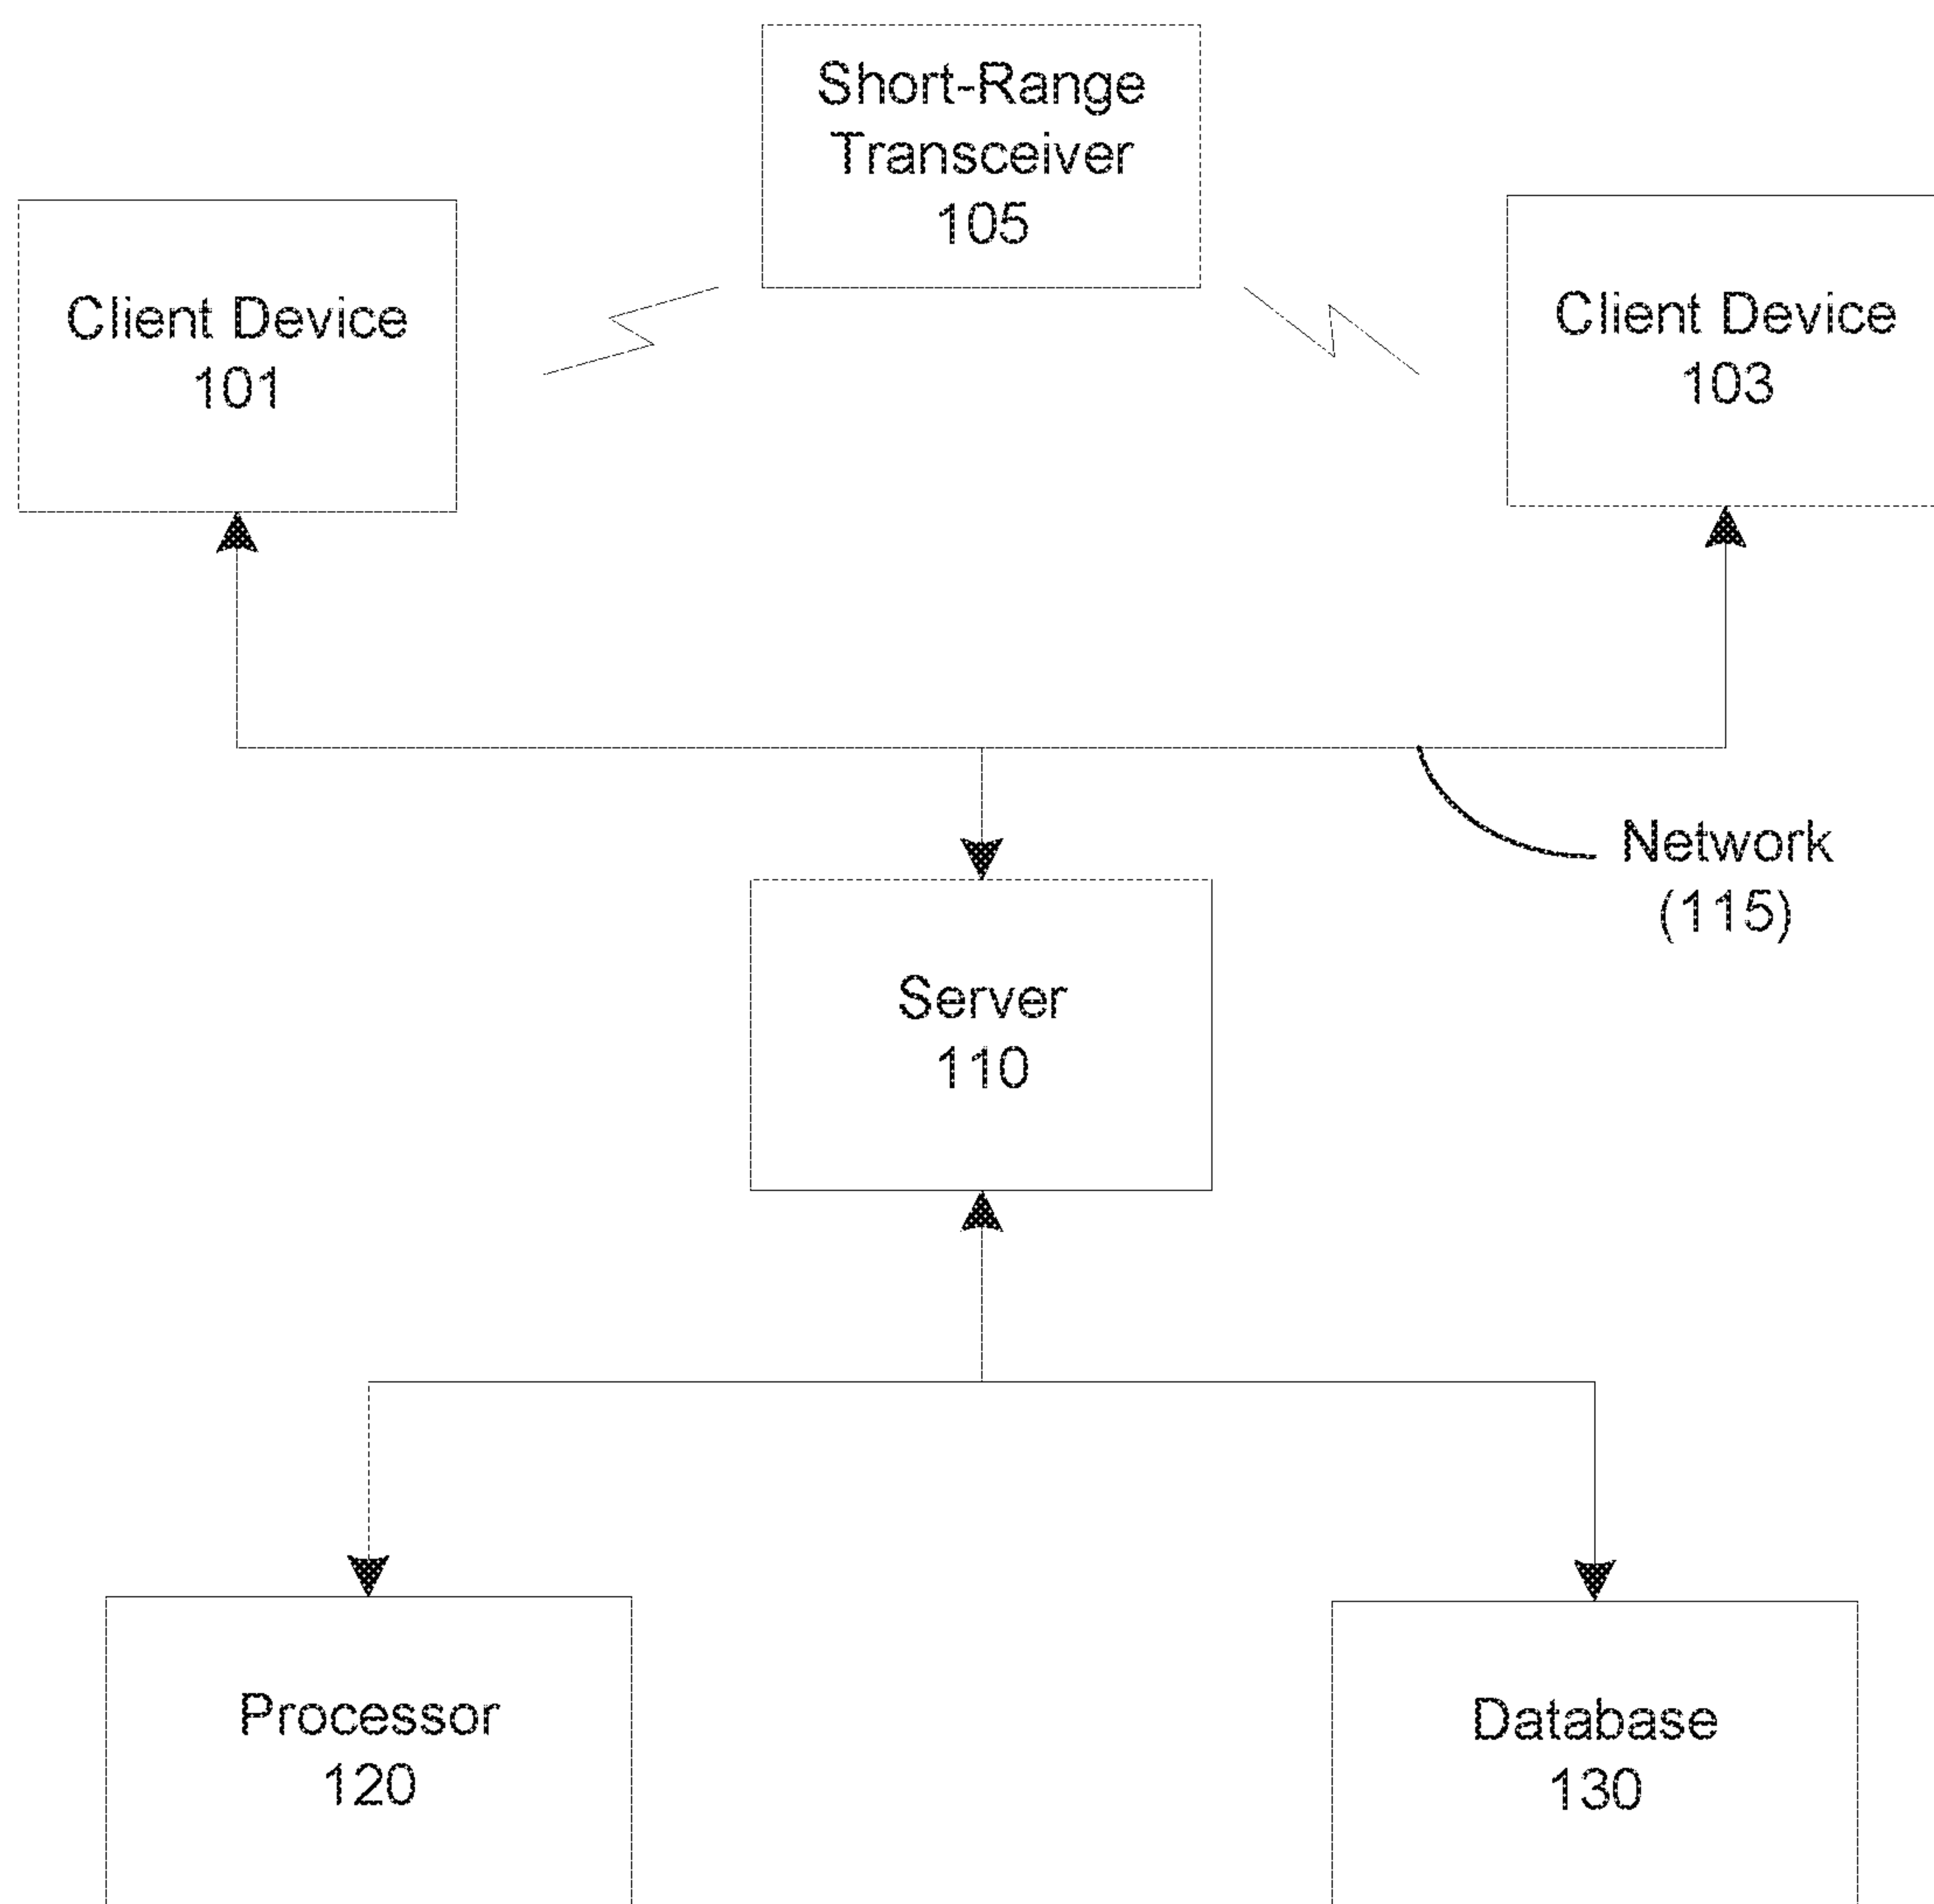 Short-Range
Transceiver
105
Client Device
101
Client Device
103
Network
(115)
Server
110
Processor
120
Database
130